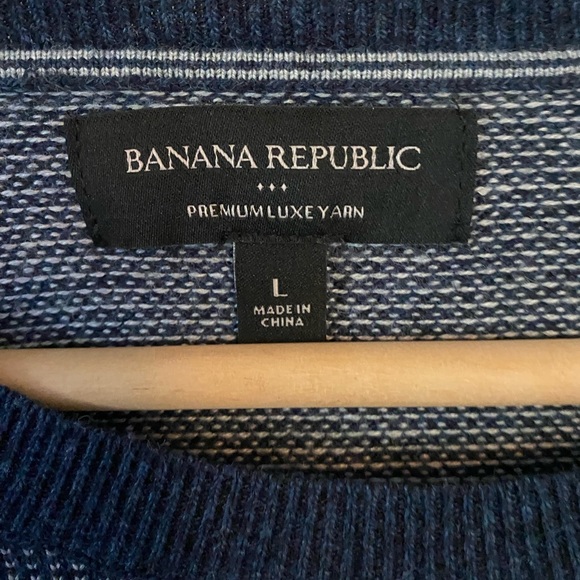 BANANA REPUBLIC
PREMIUM LUXE YARN
L
MADE IN
CHINA